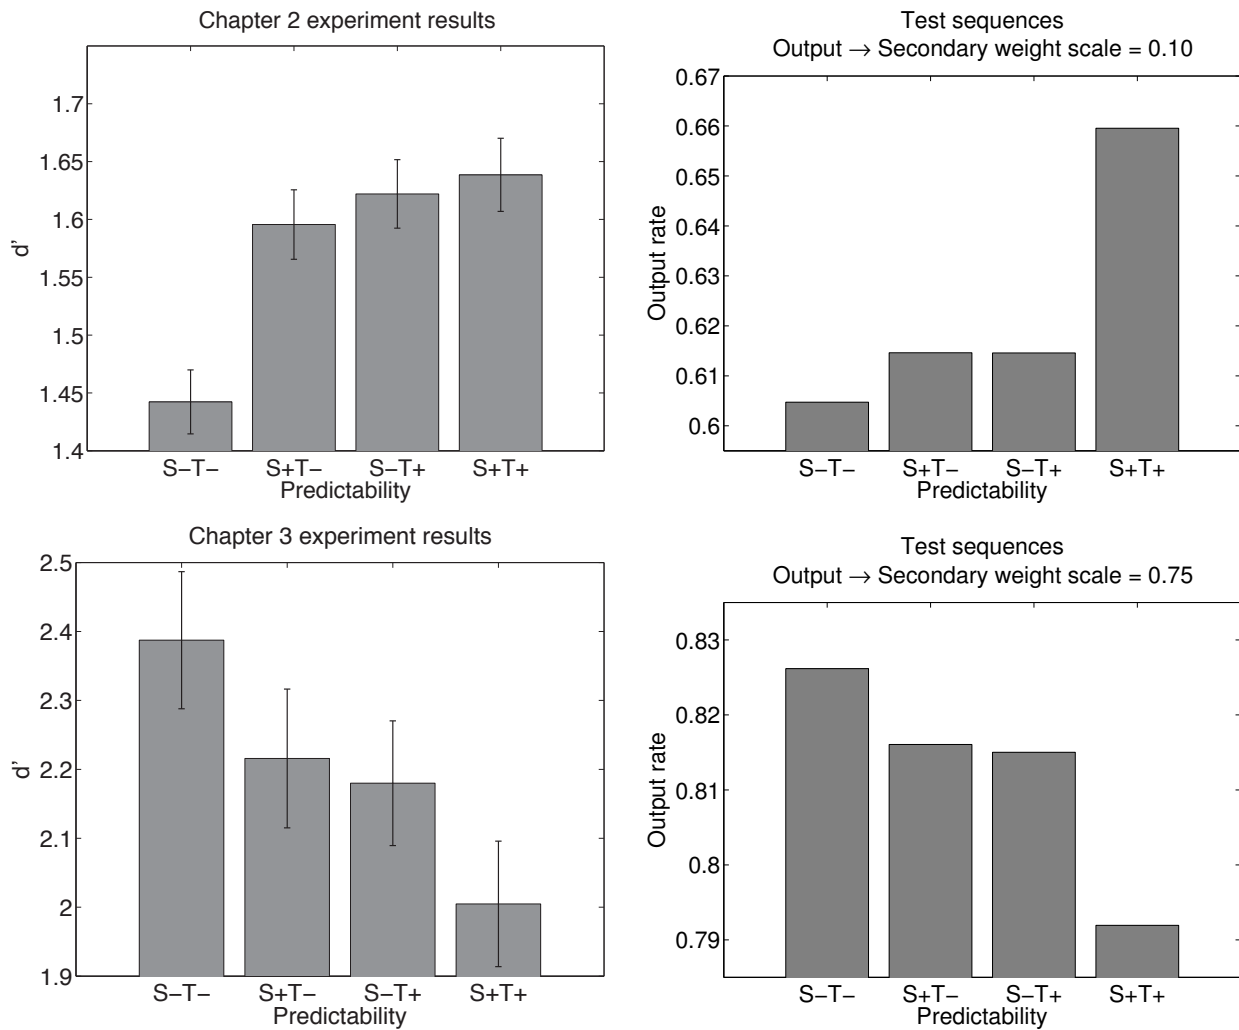 Chapter 2 experiment results
d'
1.7
1.65
1.6
1.55
1.5
1.45
1.4
S−T− S+T− S−T+ S+T+
Predictability
Test sequences
Output → Secondary weight scale = 0.10
Output rate
0.67
0.66
0.65
0.64
0.63
0.62
0.61
0.6
S−T− S+T− S−T+ S+T+
Predictability
Chapter 3 experiment results
d'
2.5
2.4
2.3
2.2
2.1
2
1.9
S−T− S+T− S−T+ S+T+
Predictability
Test sequences
Output → Secondary weight scale = 0.75
Output rate
0.83
0.82
0.81
0.8
0.79
S−T− S+T− S−T+ S+T+
Predictability